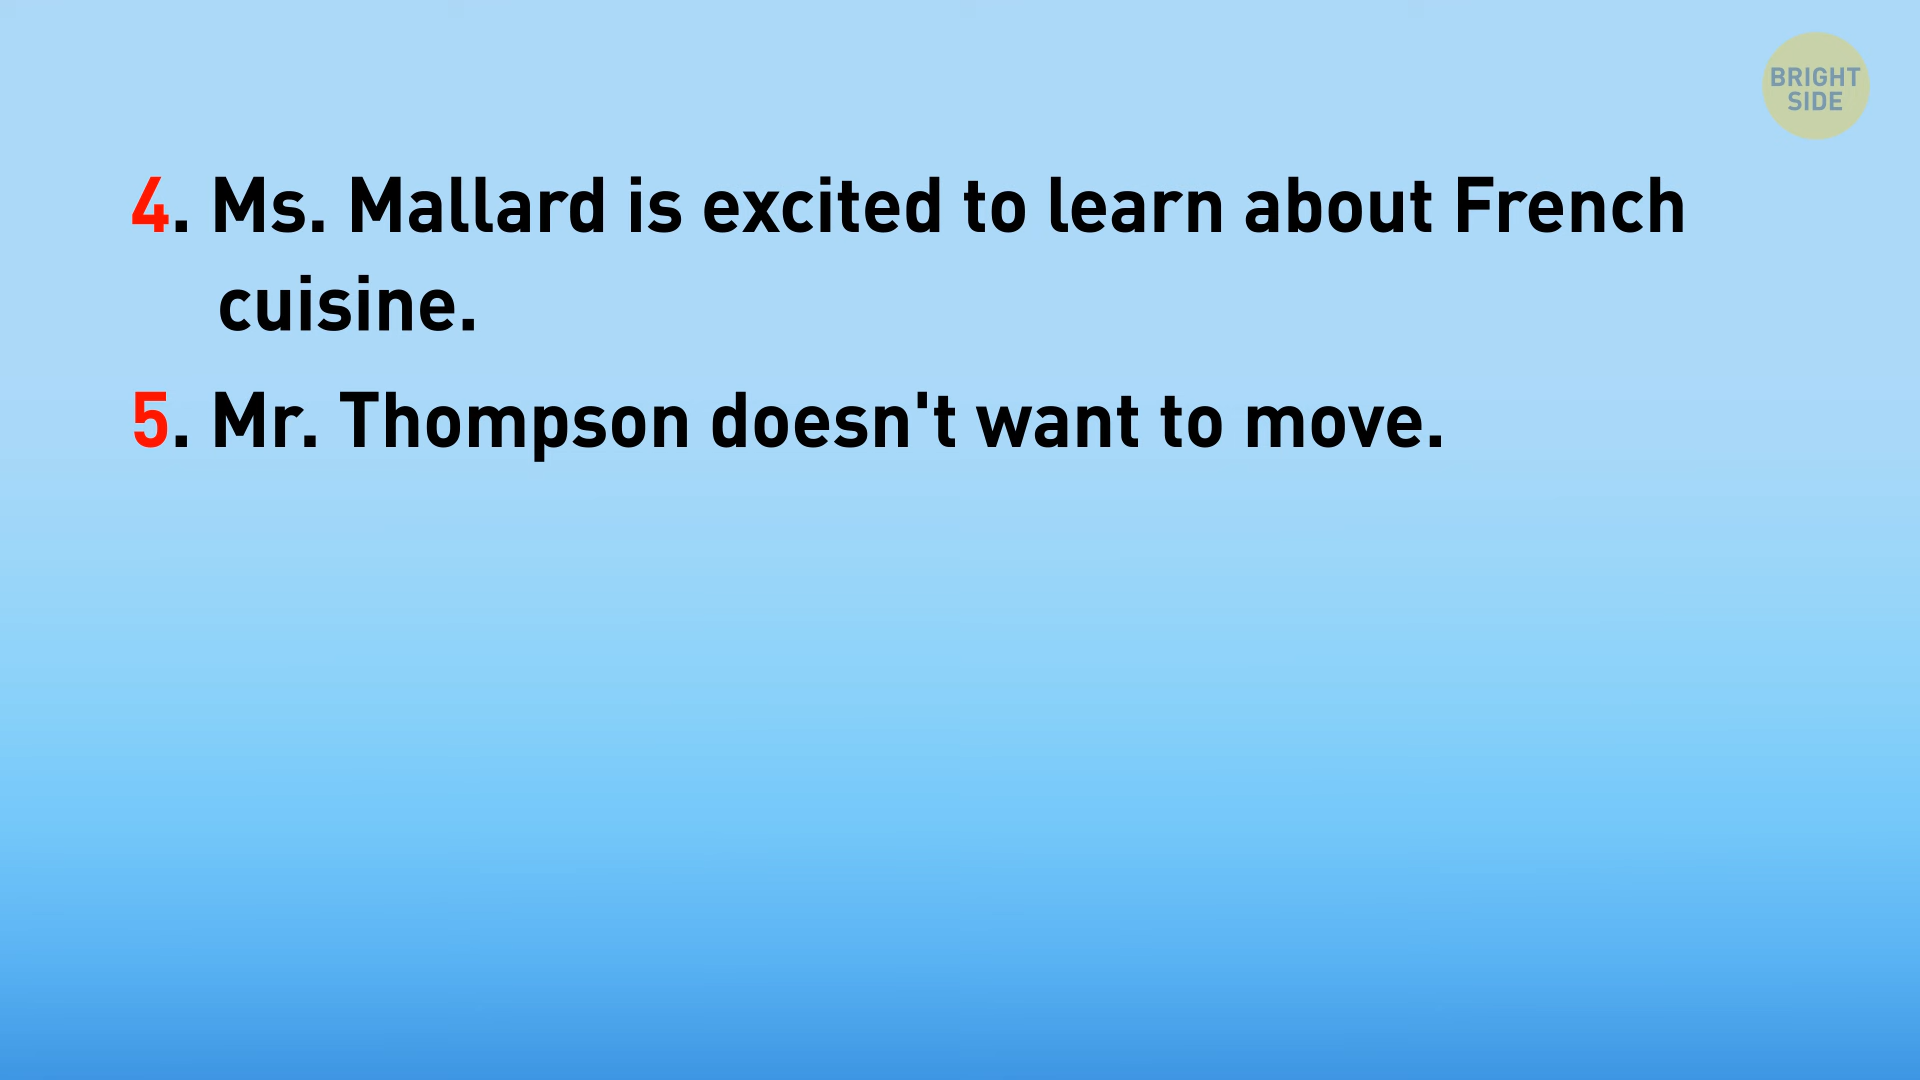 BRIGHT
SIDE
4. Ms. Mallard is excited to learn about French
cuisine.
5. Mr. Thompson doesn't want to move.